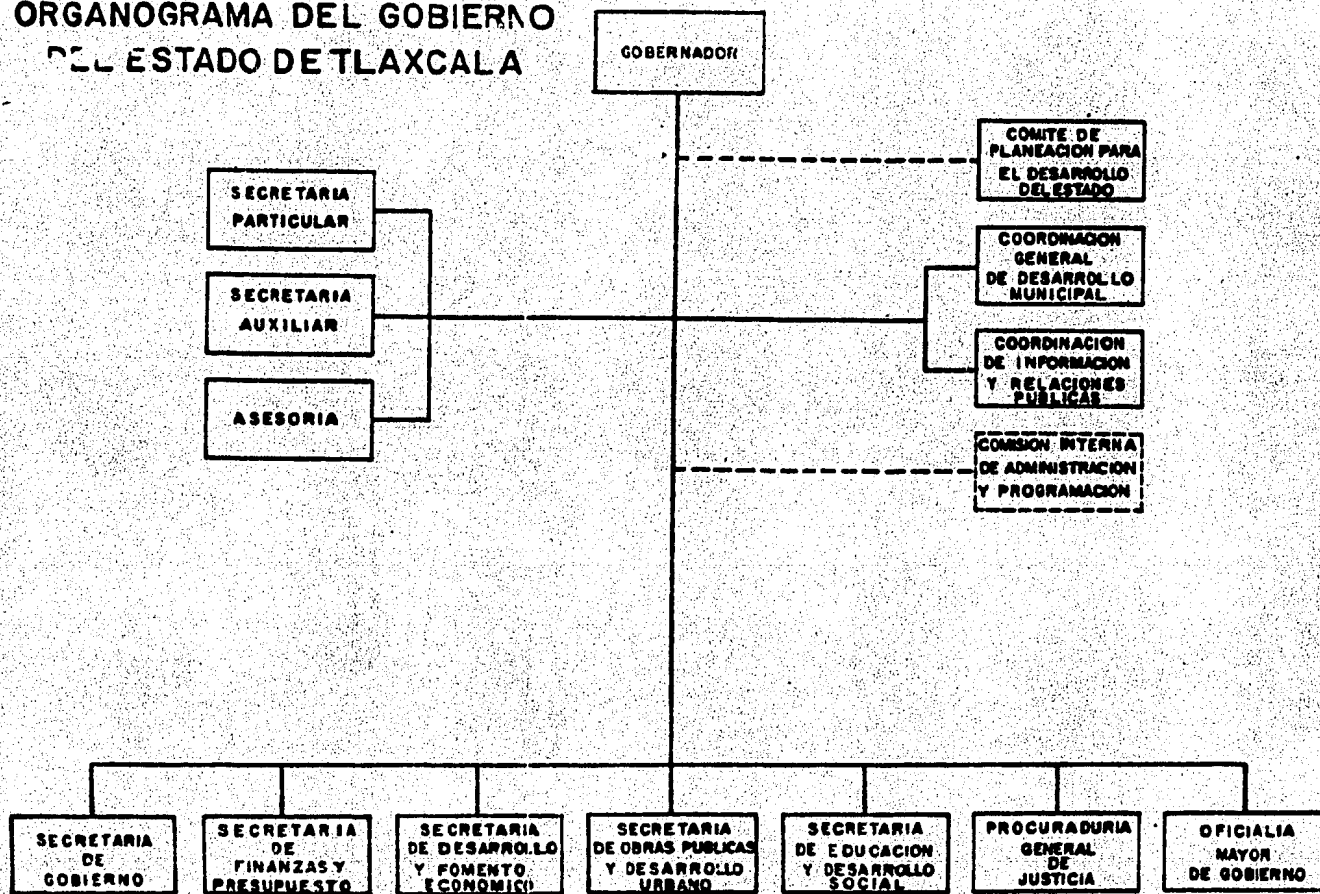 ORGANOGRAMA DEL GOBIERNO
DEL ESTADO DE TLAXCALA
GOBERNADOR
COMITE DE
PLANEACION PARA
EL DESARROLLO
DEL ESTADO
SECRETARIA
PARTICULAR
COORDINACION
GENERAL
DE DESARROLLO
MUNICIPAL
SECRETARIA
AUXILIAR
COORDINACION
DE INFORMACION
Y RELACIONES
PUBLICAS
ASESORIA
COMISION INTERNA
DE ADMINISTRACION
Y PROGRAMACION
SECRETARIA
DE
GOBIERNO
SECRETARIA
DE
FINANZAS Y
PRESUPUESTO
SECRETARIA
DE DESARROLLO
Y FOMENTO
ECONOMICO
SECRETARIA
DE OBRAS PUBLICAS
Y DESARROLLO
URBANO
SECRETARIA
DE EDUCACION
Y DESARROLLO
SOCIAL
PROCURADURIA
GENERAL
DE
JUSTICIA
OFICIALIA
MAYOR
DE GOBIERNO